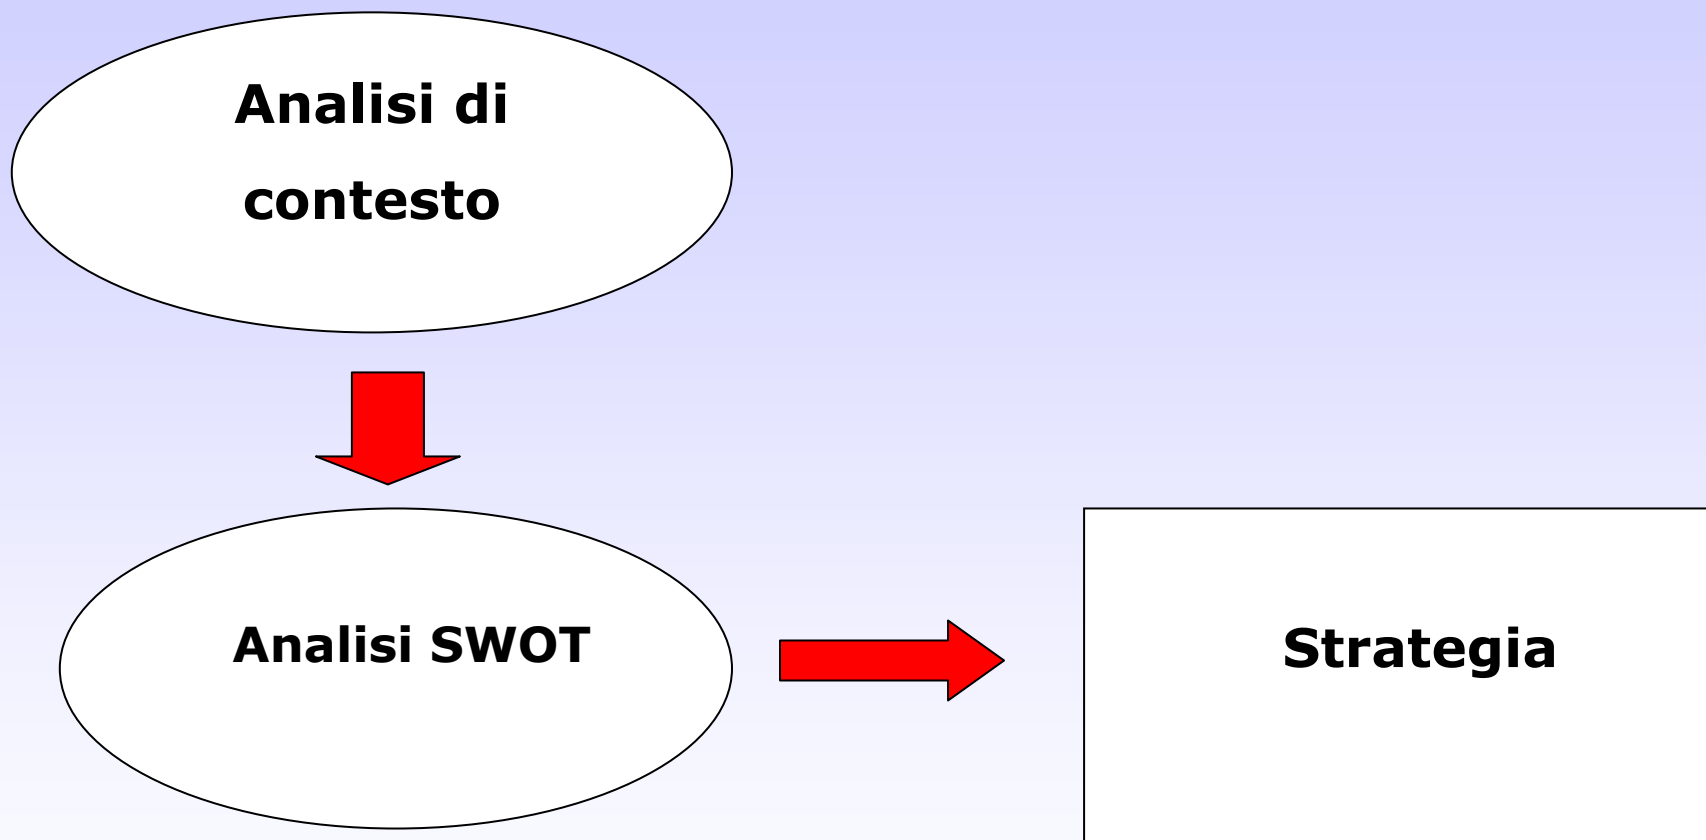 Analisi di
contesto
Analisi SWOT
Strategia